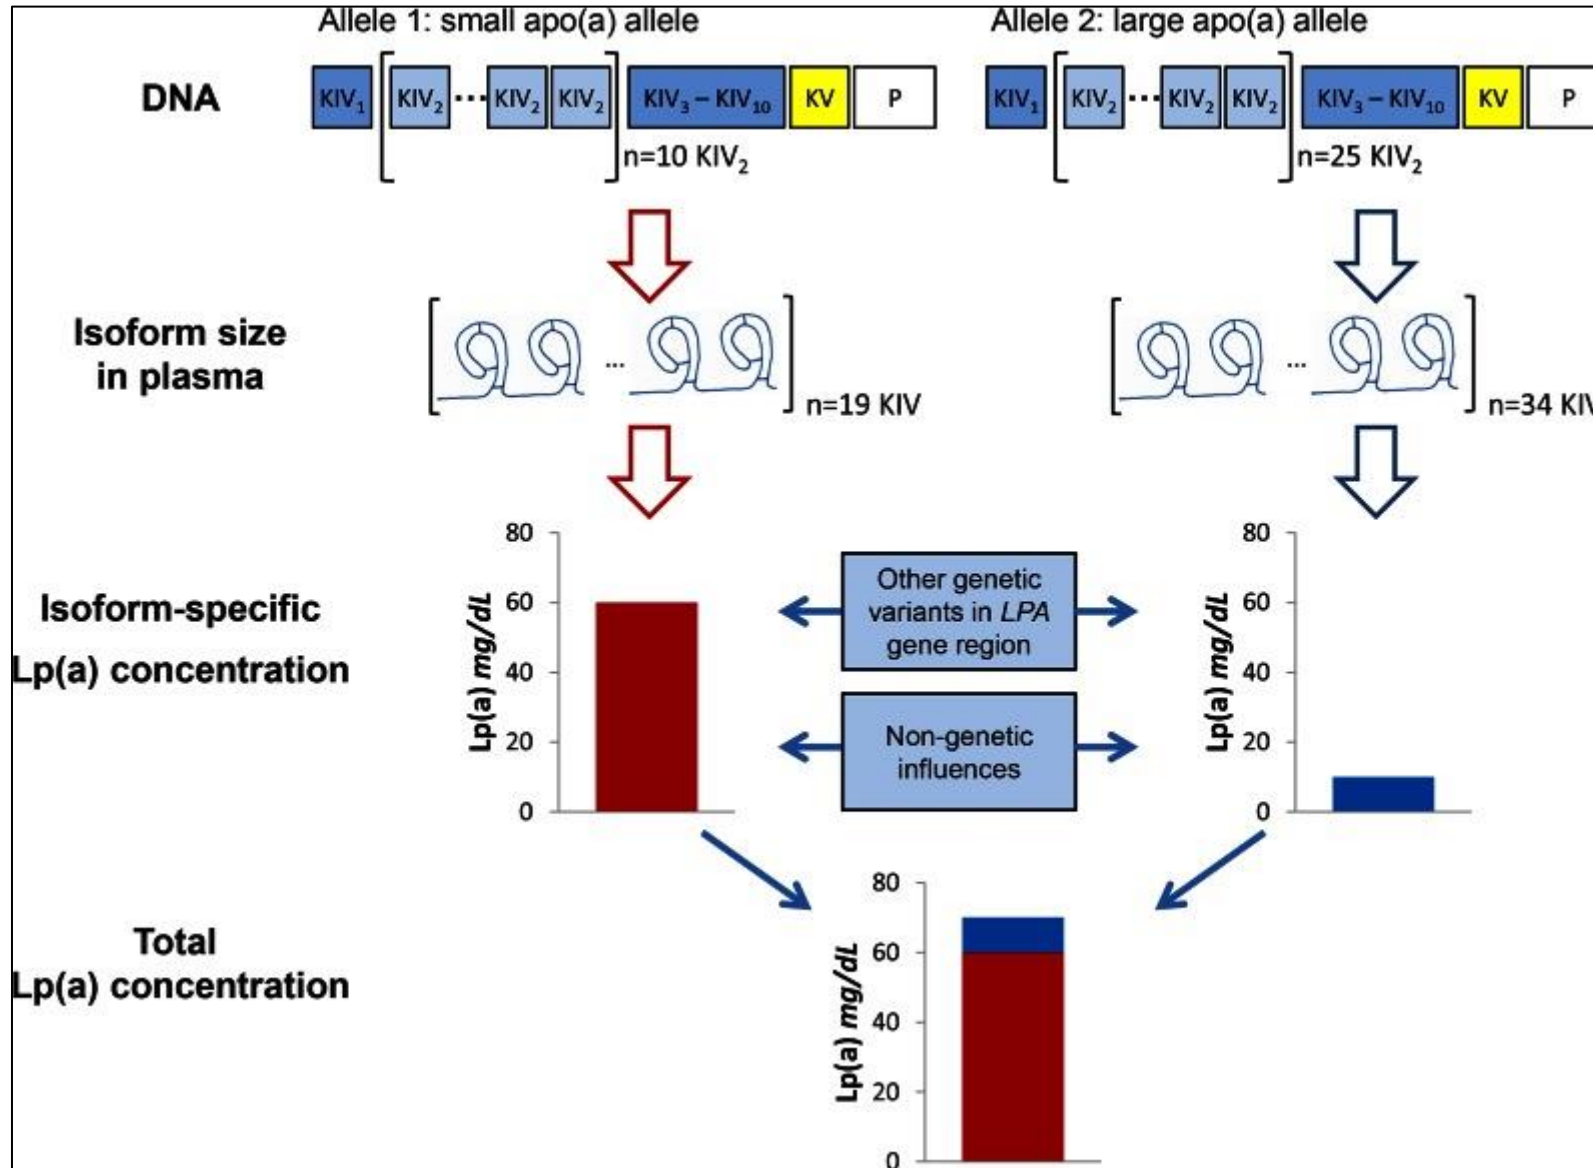 Allele 1: small apo(a) allele
Allele 2: large apo(a) allele
DNA
KIV₁ KIV₂ ... KIV₂ KIV₂ KIV₃ – KIV₁₀ KV P
n=10 KIV₂
KIV₁ KIV₂ ... KIV₂ KIV₂ KIV₃ – KIV₁₀ KV P
n=25 KIV₂
Isoform size
in plasma
...
n=19 KIV
...
n=34 KIV
Isoform-specific
Lp(a) concentration
Lp(a) mg/dL
80
60
40
20
0
Other genetic
variants in LPA
gene region
Non-genetic
influences
Lp(a) mg/dL
80
60
40
20
0
Total
Lp(a) concentration
Lp(a) mg/dL
80
60
40
20
0